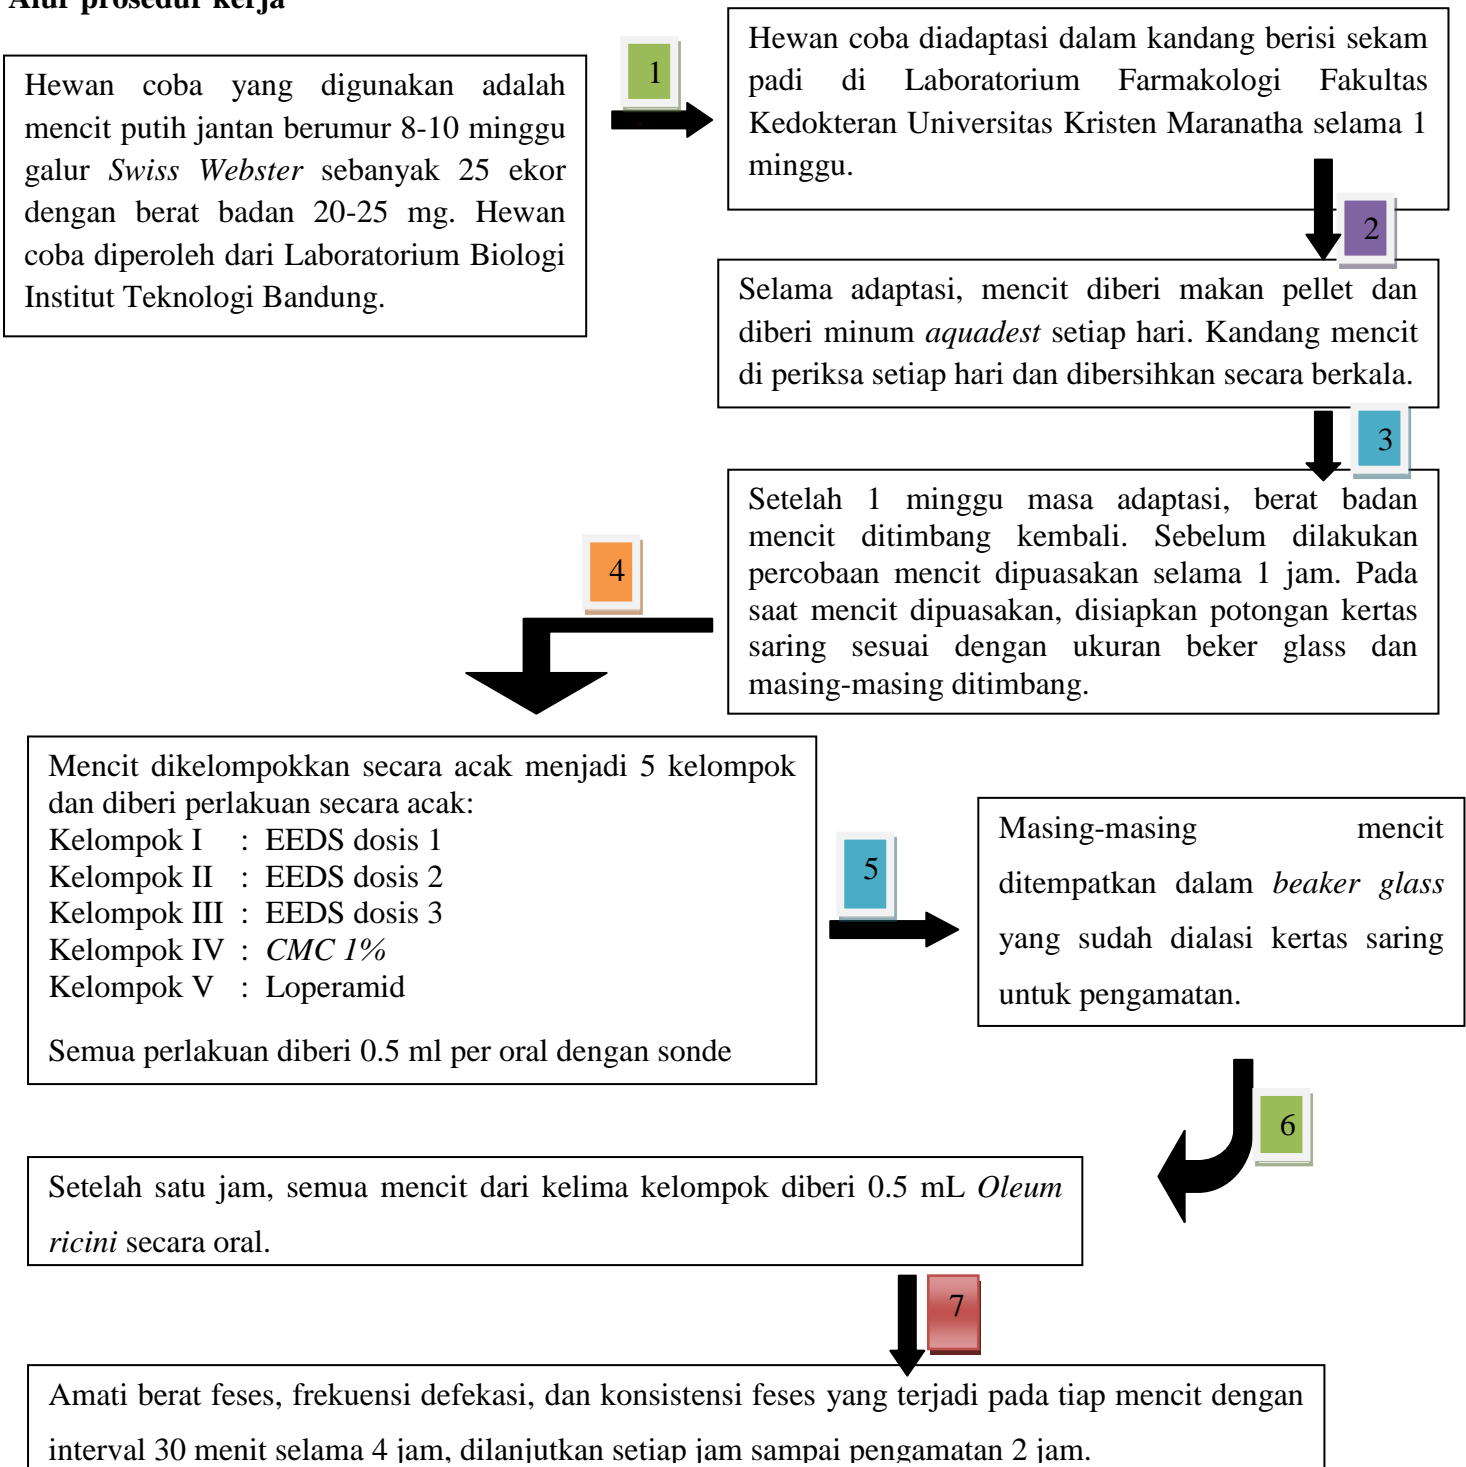 Alur prosedur kerja
Hewan coba yang digunakan adalah
mencit putih jantan berumur 8-10 minggu
galur Swiss Webster sebanyak 25 ekor
dengan berat badan 20-25 mg. Hewan
coba diperoleh dari Laboratorium Biologi
Institut Teknologi Bandung.
1
Hewan coba diadaptasi dalam kandang berisi sekam
padi di Laboratorium Farmakologi Fakultas
Kedokteran Universitas Kristen Maranatha selama 1
minggu.
2
Selama adaptasi, mencit diberi makan pellet dan
diberi minum aquadest setiap hari. Kandang mencit
di periksa setiap hari dan dibersihkan secara berkala.
3
Setelah 1 minggu masa adaptasi, berat badan
mencit ditimbang kembali. Sebelum dilakukan
percobaan mencit dipuasakan selama 1 jam. Pada
saat mencit dipuasakan, disiapkan potongan kertas
saring sesuai dengan ukuran beker glass dan
masing-masing ditimbang.
4
Mencit dikelompokkan secara acak menjadi 5 kelompok
dan diberi perlakuan secara acak:
Kelompok I : EEDS dosis 1
Kelompok II : EEDS dosis 2
Kelompok III : EEDS dosis 3
Kelompok IV : CMC 1%
Kelompok V : Loperamid
Semua perlakuan diberi 0.5 ml per oral dengan sonde
5
Masing-masing mencit
ditempatkan dalam beaker glass
yang sudah dialasi kertas saring
untuk pengamatan.
6
Setelah satu jam, semua mencit dari kelima kelompok diberi 0.5 mL Oleum
ricini secara oral.
7
Amati berat feses, frekuensi defekasi, dan konsistensi feses yang terjadi pada tiap mencit dengan
interval 30 menit selama 4 jam, dilanjutkan setiap jam sampai pengamatan 2 jam.